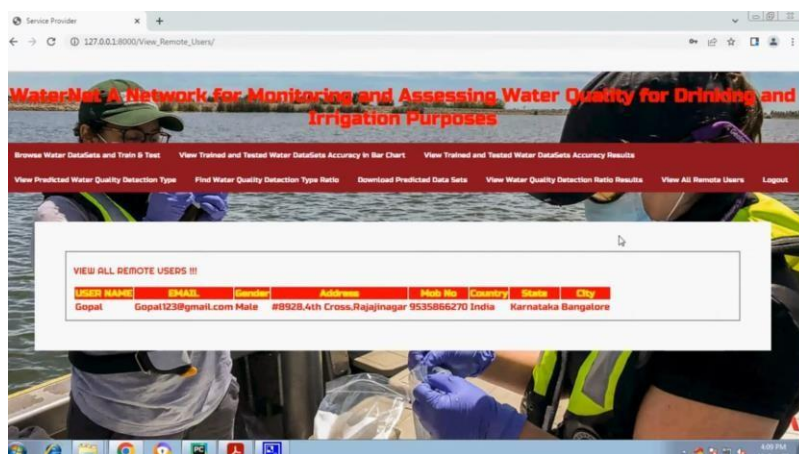 Service Provider
127.0.0.1:8000/View_Remote_Users/
WaterNet A Network for Monitoring and Assessing Water Quality for Drinking and
Irrigation Purposes
Browse Water DataSets and Train & Test View Trained and Tested Water DataSets Accuracy in Bar Chart View Trained and Tested Water DataSets Accuracy Results
View Predicted Water Quality Detection Type Find Water Quality Detection Type Ratio Download Predicted Data Sets View Water Quality Detection Ratio Results View All Remote Users Logout
VIEW ALL REMOTE USERS !!!
USER NAME EMAIL Gender Address Mob No Country State City
Gopal Gopal123@gmail.com Male #8928,4th Cross,Rajajinagar 9535866270 India Karnataka Bangalore
4:09 PM